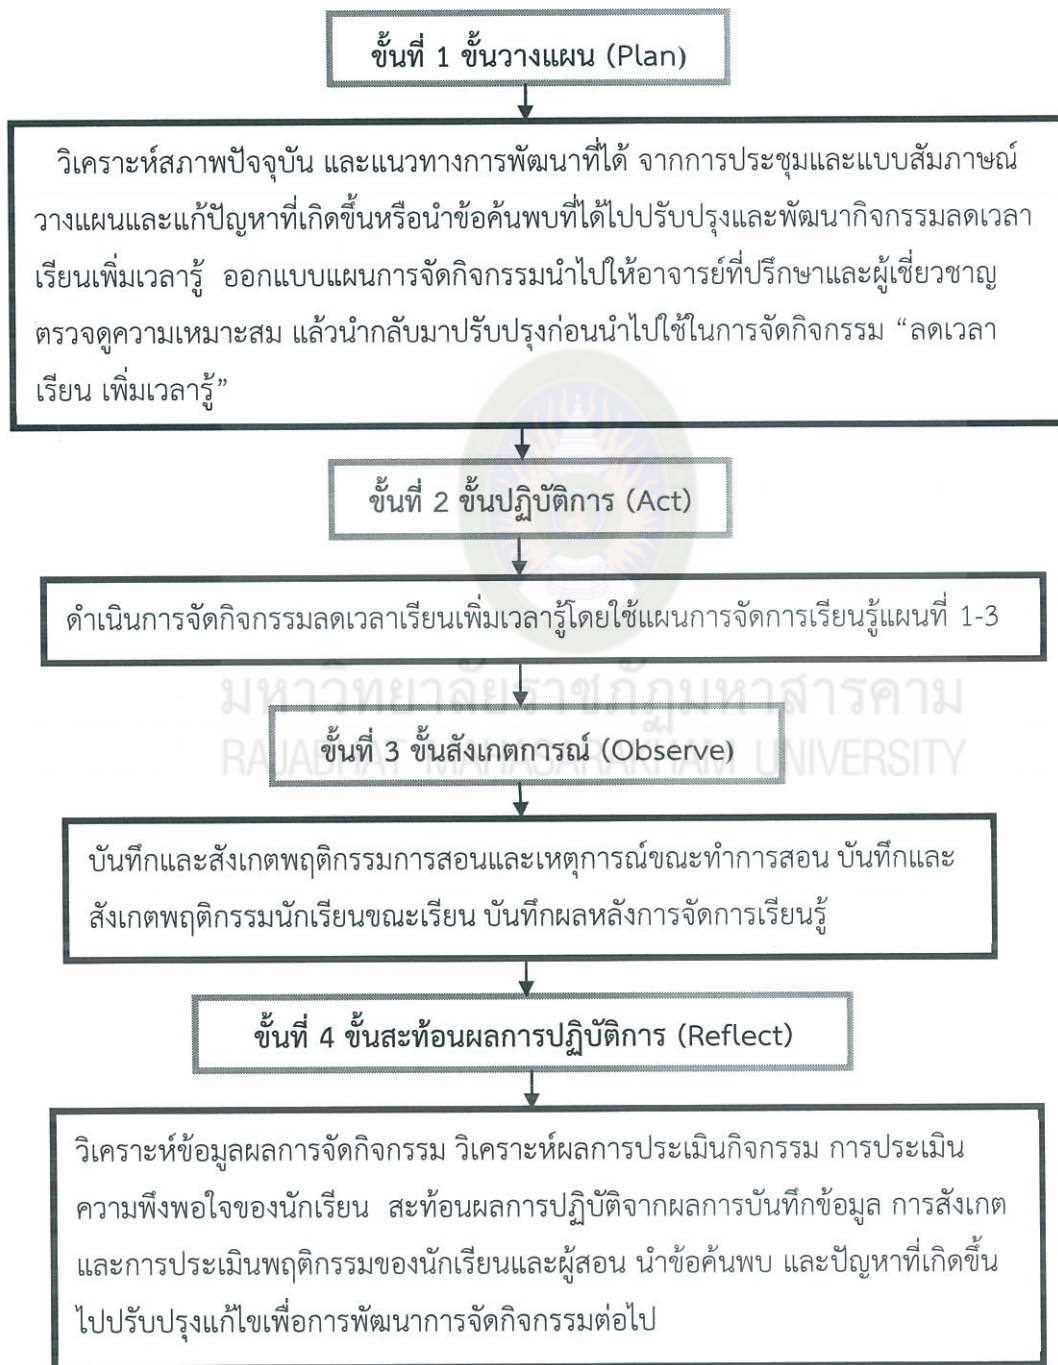 ขั้นที่ 1 ขั้นวางแผน (Plan)
วิเคราะห์สภาพปัจจุบัน และแนวทางการพัฒนาที่ได้ จากการประชุมและแบบสัมภาษณ์
วางแผนและแก้ปัญหาที่เกิดขึ้นหรือนำข้อค้นพบที่ได้ไปปรับปรุงและพัฒนากิจกรรมลดเวลา
เรียนเพิ่มเวลารู้ ออกแบบแผนการจัดกิจกรรมนำไปให้อาจารย์ที่ปรึกษาและผู้เชี่ยวชาญ
ตรวจดูความเหมาะสม แล้วนำกลับมาปรับปรุงก่อนนำไปใช้ในการจัดกิจกรรม “ลดเวลา
เรียน เพิ่มเวลารู้”
ขั้นที่ 2 ขั้นปฏิบัติการ (Act)
ดำเนินการจัดกิจกรรมลดเวลาเรียนเพิ่มเวลารู้โดยใช้แผนการจัดการเรียนรู้แผนที่ 1-3
มหาวิทยาลัยราชภัฏมหาสารคาม
ขั้นที่ 3 ขั้นสังเกตการณ์ (Observe)
RAJABHAT MAHASARAKHAM UNIVERSITY
บันทึกและสังเกตพฤติกรรมการสอนและเหตุการณ์ขณะทำการสอน บันทึกและ
สังเกตพฤติกรรมนักเรียนขณะเรียน บันทึกผลหลังการจัดการเรียนรู้
ขั้นที่ 4 ขั้นสะท้อนผลการปฏิบัติการ (Reflect)
วิเคราะห์ข้อมูลผลการจัดกิจกรรม วิเคราะห์ผลการประเมินกิจกรรม การประเมิน
ความพึงพอใจของนักเรียน สะท้อนผลการปฏิบัติจากผลการบันทึกข้อมูล การสังเกต
และการประเมินพฤติกรรมของนักเรียนและผู้สอน นำข้อค้นพบ และปัญหาที่เกิดขึ้น
ไปปรับปรุงแก้ไขเพื่อการพัฒนาการจัดกิจกรรมต่อไป